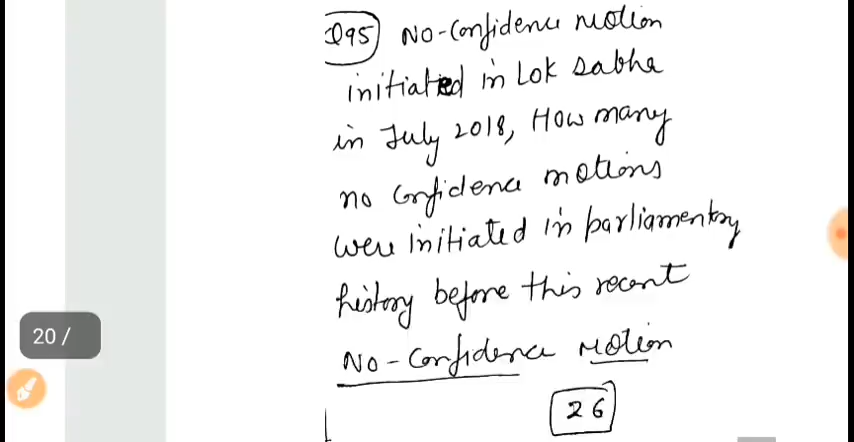 Q95) NO-Confidence motion
initiated in Lok Sabha
in July 2018, How many
no confidence motions
were initiated in parliamentary
history before this recent
NO-Confidence Motion
26
20 /